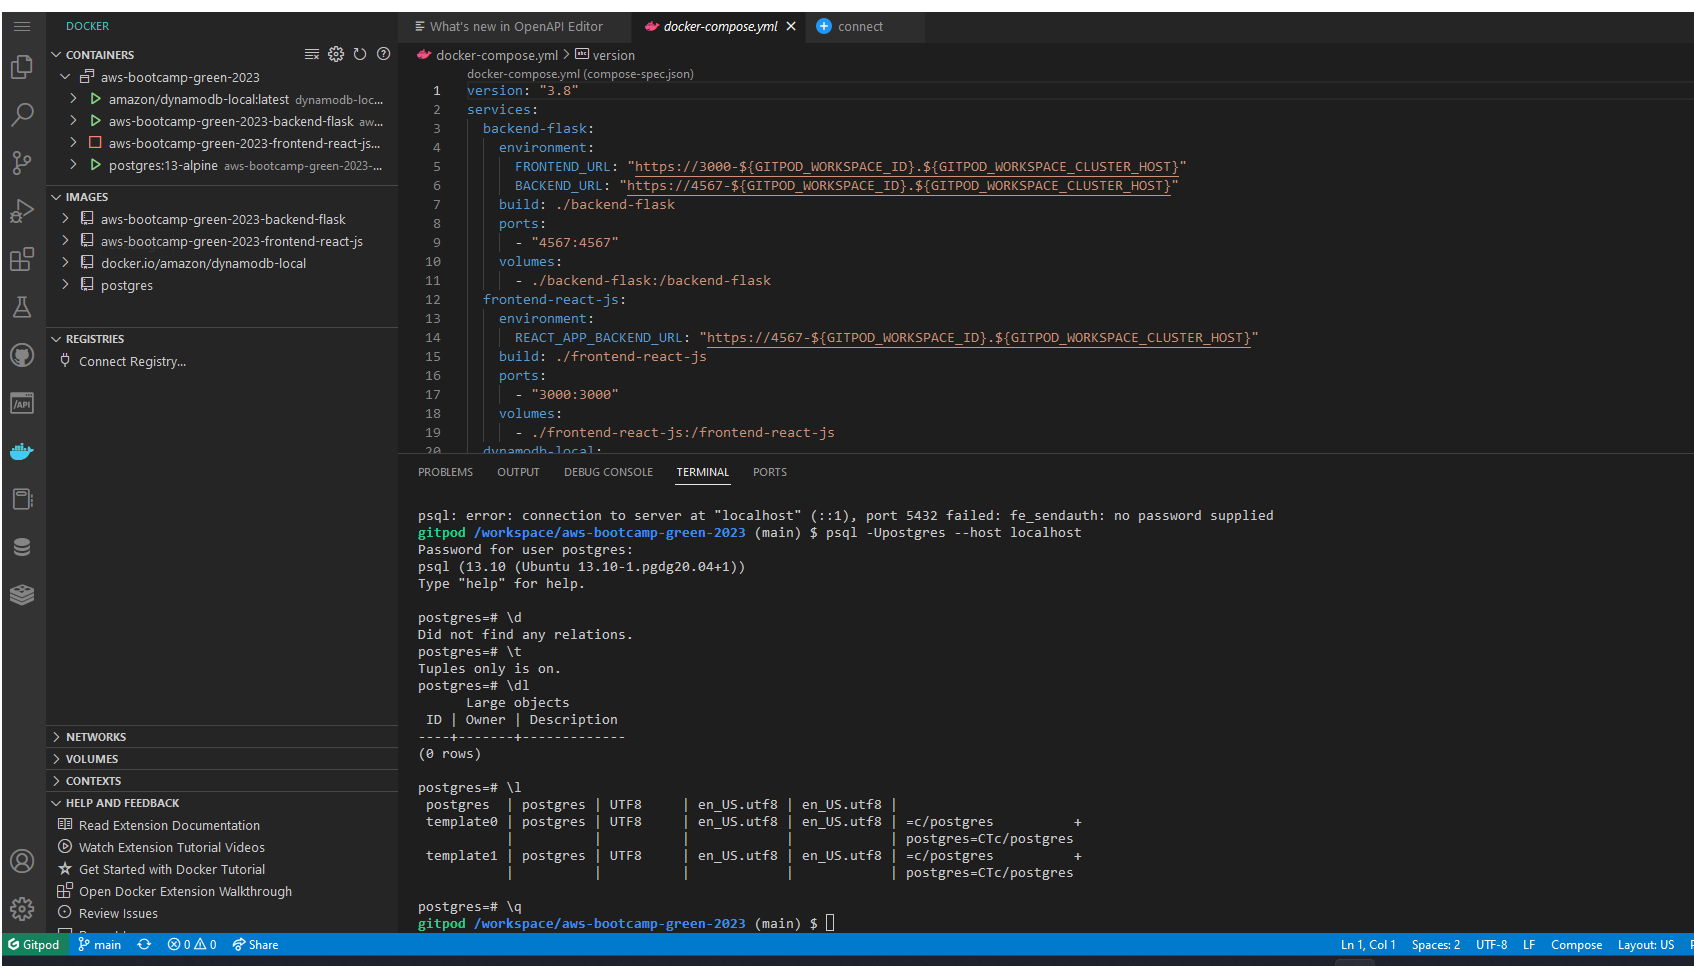 DOCKER
CONTAINERS
aws-bootcamp-green-2023
amazon/dynamodb-local:latest dynamodb-loc...
aws-bootcamp-green-2023-backend-flask aw...
aws-bootcamp-green-2023-frontend-react-js...
postgres:13-alpine aws-bootcamp-green-2023-...
IMAGES
aws-bootcamp-green-2023-backend-flask
aws-bootcamp-green-2023-frontend-react-js
docker.io/amazon/dynamodb-local
postgres
REGISTRIES
Connect Registry...
NETWORKS
VOLUMES
CONTEXTS
HELP AND FEEDBACK
Read Extension Documentation
Watch Extension Tutorial Videos
Get Started with Docker Tutorial
Open Docker Extension Walkthrough
Review Issues
/API
What's new in OpenAPI Editor docker-compose.yml connect
docker-compose.yml > abc version
docker-compose.yml (compose-spec.json)
1 version: "3.8"
2 services:
3 backend-flask:
4 environment:
5 FRONTEND_URL: "https://3000-${GITPOD_WORKSPACE_ID}.${GITPOD_WORKSPACE_CLUSTER_HOST}"
6 BACKEND_URL: "https://4567-${GITPOD_WORKSPACE_ID}.${GITPOD_WORKSPACE_CLUSTER_HOST}"
7 build: ./backend-flask
8 ports:
9 - "4567:4567"
10 volumes:
11 - ./backend-flask:/backend-flask
12 frontend-react-js:
13 environment:
14 REACT_APP_BACKEND_URL: "https://4567-${GITPOD_WORKSPACE_ID}.${GITPOD_WORKSPACE_CLUSTER_HOST}"
15 build: ./frontend-react-js
16 ports:
17 - "3000:3000"
18 volumes:
19 - ./frontend-react-js:/frontend-react-js
20 dynamodb-local:
PROBLEMS OUTPUT DEBUG CONSOLE TERMINAL PORTS
psql: error: connection to server at "localhost" (::1), port 5432 failed: fe_sendauth: no password supplied
gitpod /workspace/aws-bootcamp-green-2023 (main) $ psql -Upostgres --host localhost
Password for user postgres:
psql (13.10 (Ubuntu 13.10-1.pgdg20.04+1))
Type "help" for help.
postgres=# \d
Did not find any relations.
postgres=# \t
Tuples only is on.
postgres=# \dl
Large objects
ID | Owner | Description
----+-------+-------------
(0 rows)
postgres=# \l
postgres | postgres | UTF8 | en_US.utf8 | en_US.utf8 |
template0 | postgres | UTF8 | en_US.utf8 | en_US.utf8 | =c/postgres +
| | | | | postgres=CTc/postgres
template1 | postgres | UTF8 | en_US.utf8 | en_US.utf8 | =c/postgres +
| | | | | postgres=CTc/postgres
postgres=# \q
gitpod /workspace/aws-bootcamp-green-2023 (main) $
Gitpod main 0 0 Share Ln 1, Col 1 Spaces: 2 UTF-8 LF Compose Layout: US